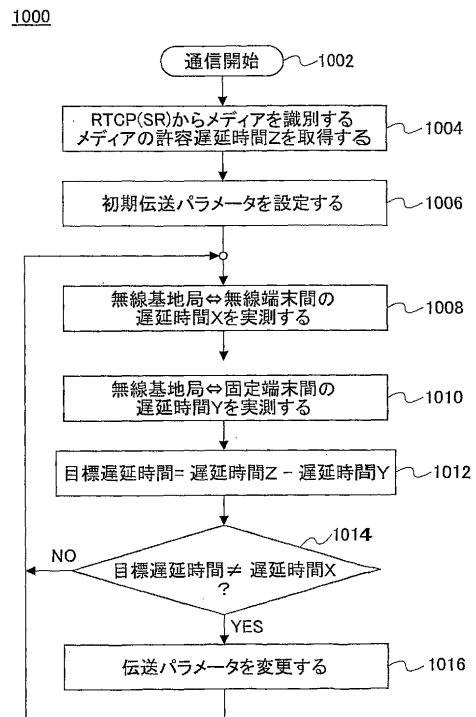 1000
通信開始
1002
RTCP(SR)からメディアを識別する
メディアの許容遅延時間Zを取得する
1004
初期伝送パラメータを設定する
1006
無線基地局⇔無線端末間の
遅延時間Xを実測する
1008
無線基地局⇔固定端末間の
遅延時間Yを実測する
1010
目標遅延時間= 遅延時間Z - 遅延時間Y
1012
1014
NO
目標遅延時間≠ 遅延時間X
?
YES
伝送パラメータを変更する
1016